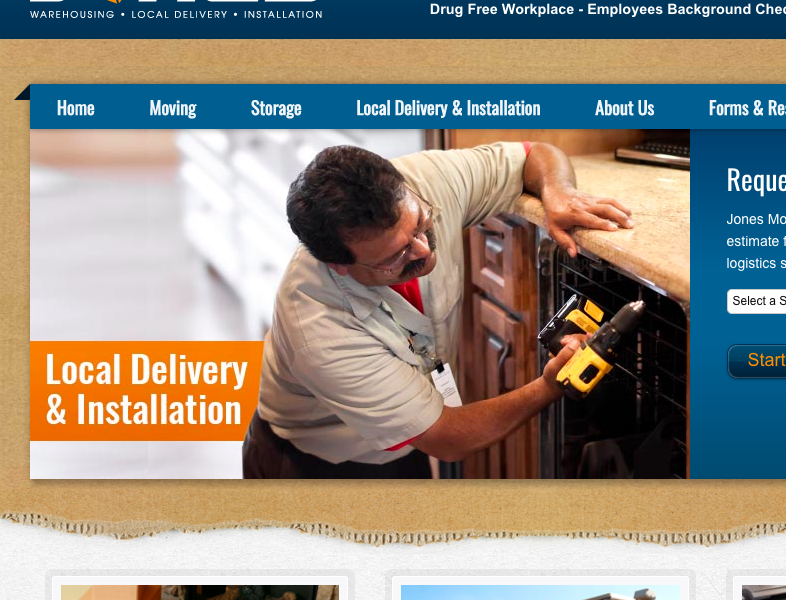 WAREHOUSING • LOCAL DELIVERY • INSTALLATION
Drug Free Workplace - Employees Background Chec
Home Moving Storage Local Delivery & Installation About Us Forms & Res
Local Delivery
& Installation
Reque
Jones Mo
estimate f
logistics s
Select a S
Start